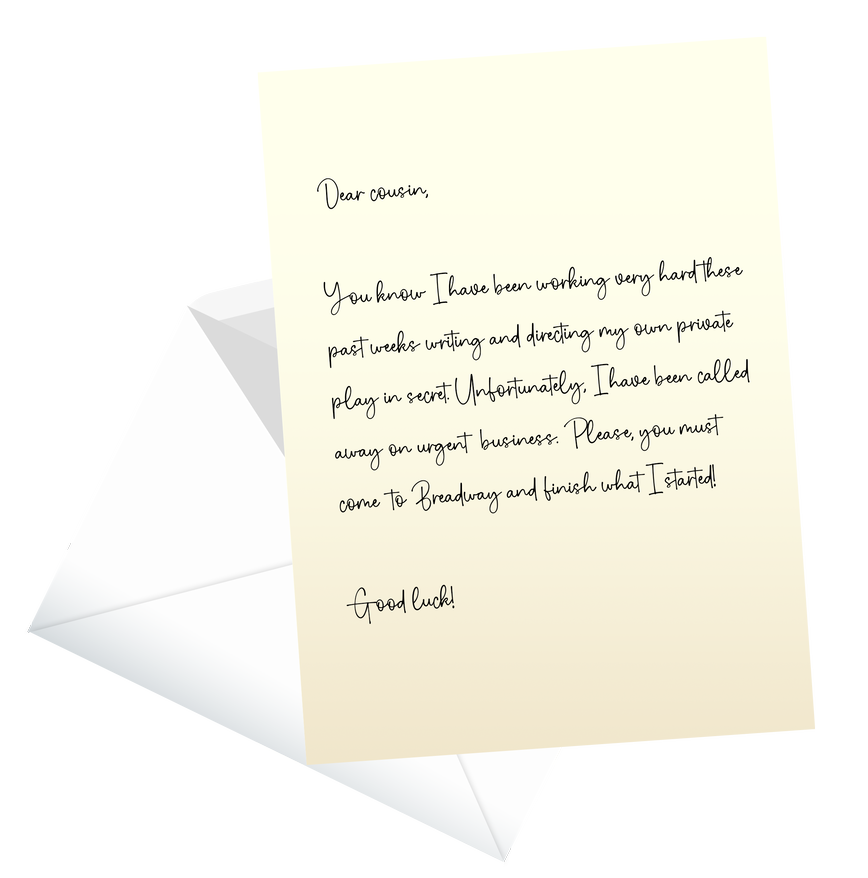 Dear cousin,
You know I have been working very hard these
past weeks writing and directing my own private
play in secret. Unfortunately, I have been called
away on urgent business. Please, you must
come to Breadway and finish what I started!
Good luck!